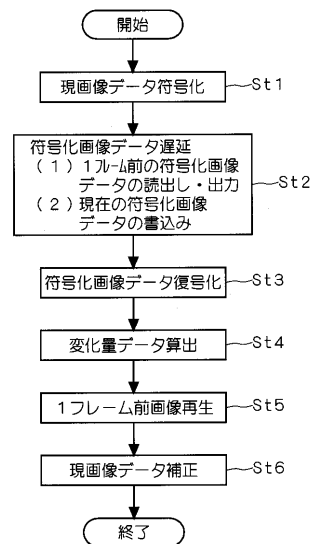 開始
現画像データ符号化 St1
符号化画像データ遅延
(1)1フレーム前の符号化画像
データの読出し・出力
(2)現在の符号化画像
データの書込み
St2
符号化画像データ復号化 St3
変化量データ算出 St4
1フレーム前画像再生 St5
現画像データ補正 St6
終了